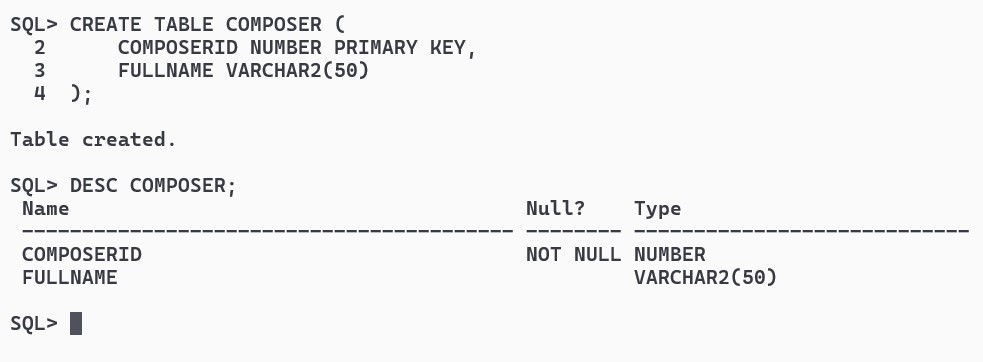 SQL> CREATE TABLE COMPOSER (
  2      COMPOSERID NUMBER PRIMARY KEY,
  3      FULLNAME VARCHAR2(50)
  4  );
Table created.
SQL> DESC COMPOSER;
 Name                                      Null?    Type
 ----------------------------------------- -------- ----------------------------
 COMPOSERID                                NOT NULL NUMBER
 FULLNAME                                           VARCHAR2(50)
SQL>